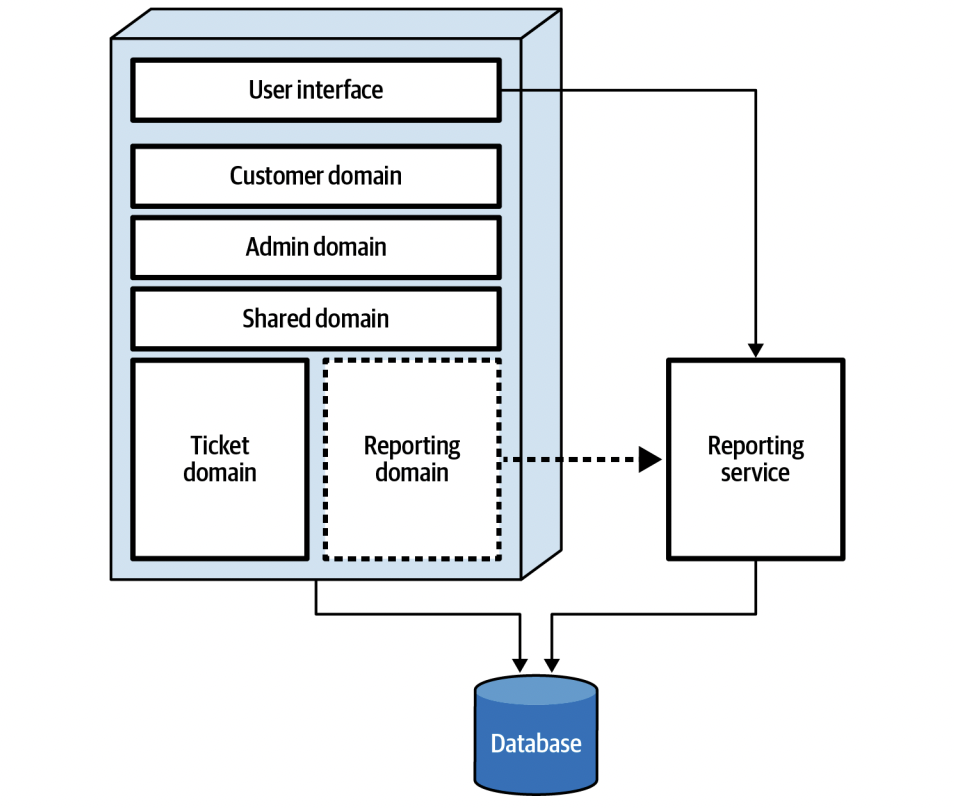 User interface
Customer domain
Admin domain
Shared domain
Ticket
domain
Reporting
domain
Reporting
service
Database